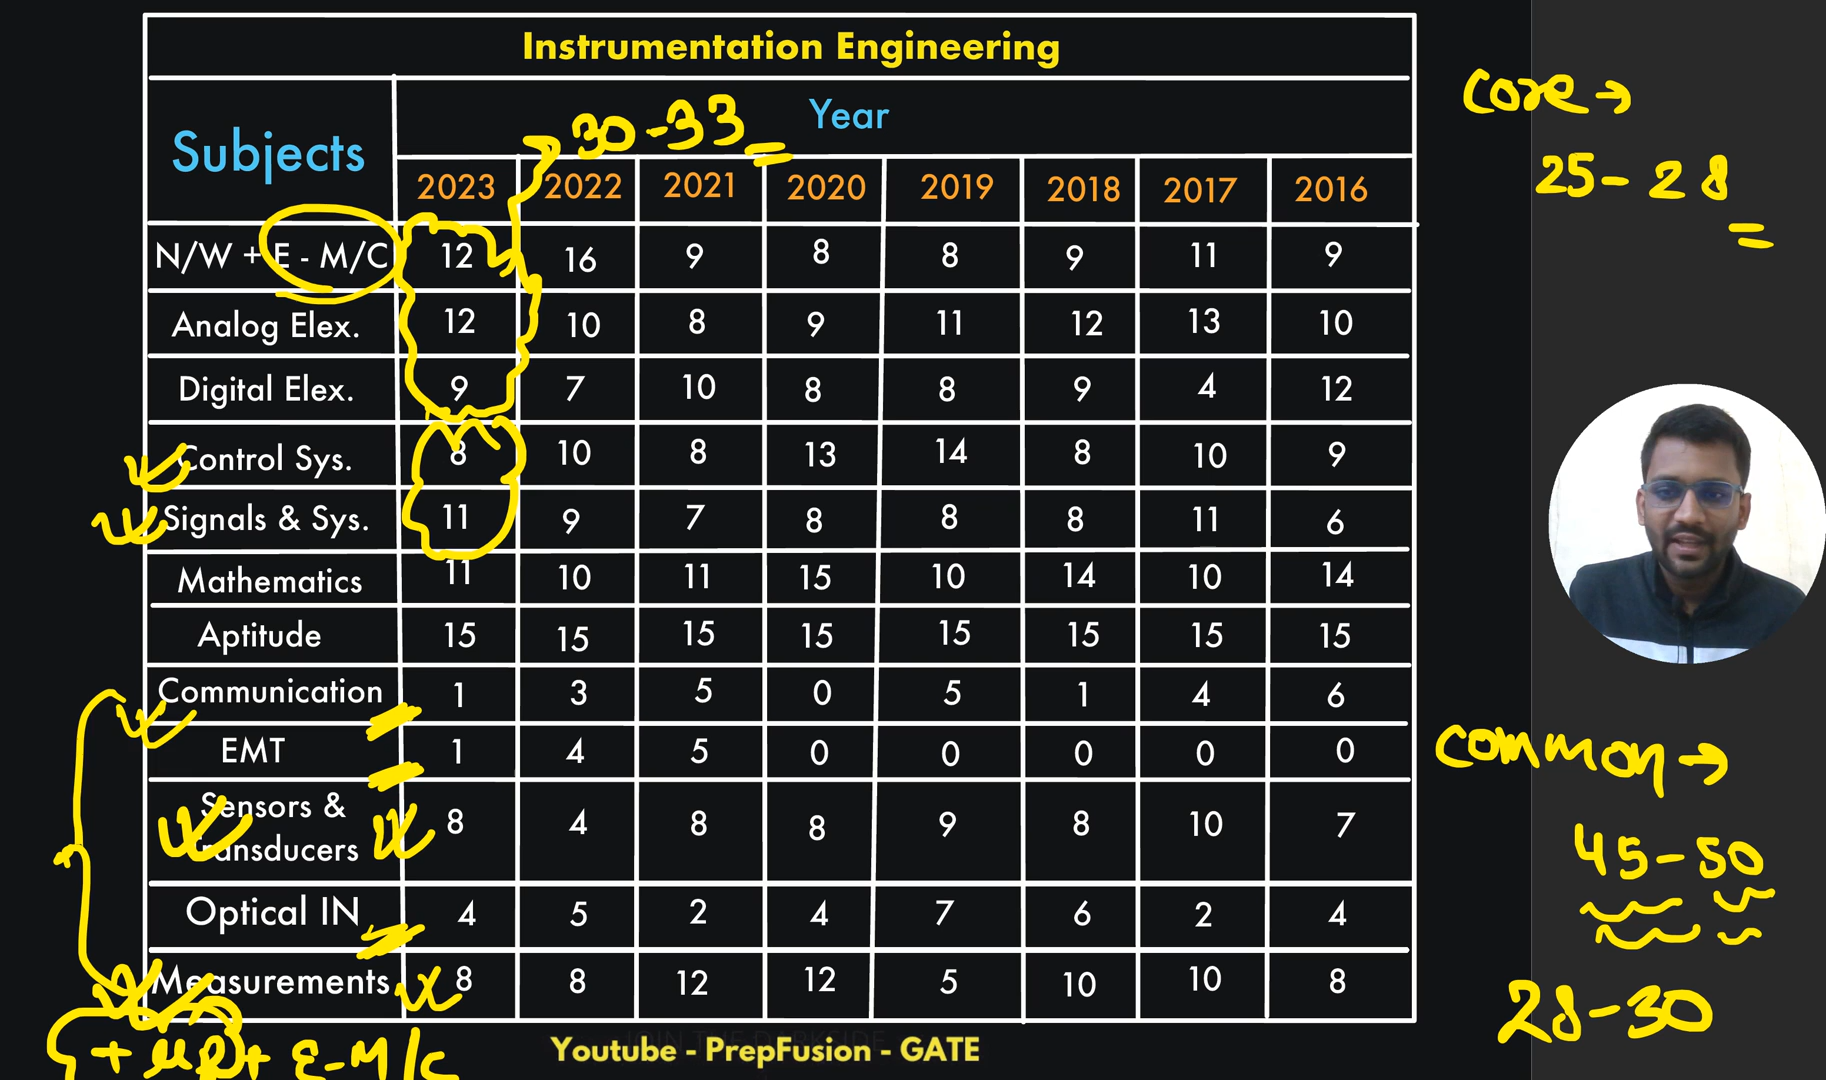 Instrumentation Engineering
Core →
Subjects
30-33
Year
25-28
2023 2022 2021 2020 2019 2018 2017 2016
N/W + E - M/C 12 16 9 8 8 9 11 9
Analog Elex. 12 10 8 9 11 12 13 10
Digital Elex. 9 7 10 8 8 9 4 12
Control Sys. 8 10 8 13 14 8 10 9
Signals & Sys. 11 9 7 8 8 8 11 6
Mathematics 11 10 11 15 10 14 10 14
Aptitude 15 15 15 15 15 15 15 15
Communication 1 3 5 0 5 1 4 6
EMT 1 4 5 0 0 0 0 0
Common →
Sensors &
Transducers 8 4 8 8 9 8 10 7
45-50
Optical IN 4 5 2 4 7 6 2 4
Measurements 8 8 12 12 5 10 10 8
28-30
JOIN THE DARKSIDE
Youtube - PrepFusion - GATE
+ μP + E-M/C